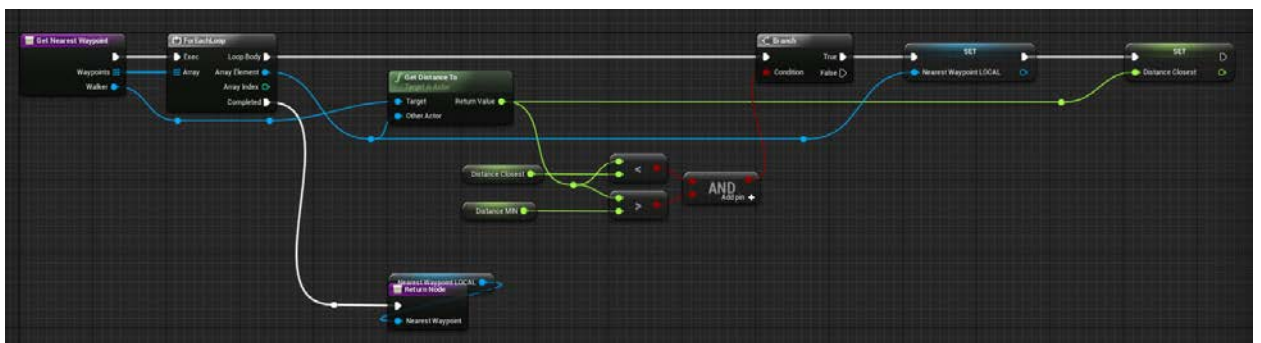 Get Nearest Waypoint
Waypoints
Walker
ForEachLoop
Exec
Loop Body
Array
Array Element
Array Index
Completed
Get Distance To
Target is Actor
Target
Return Value
Other Actor
Distance Closest
Distance MIN
<
>
AND
Add pin +
Branch
True
Condition
False
SET
Nearest Waypoint LOCAL
SET
Distance Closest
Nearest Waypoint LOCAL
Return Node
Nearest Waypoint